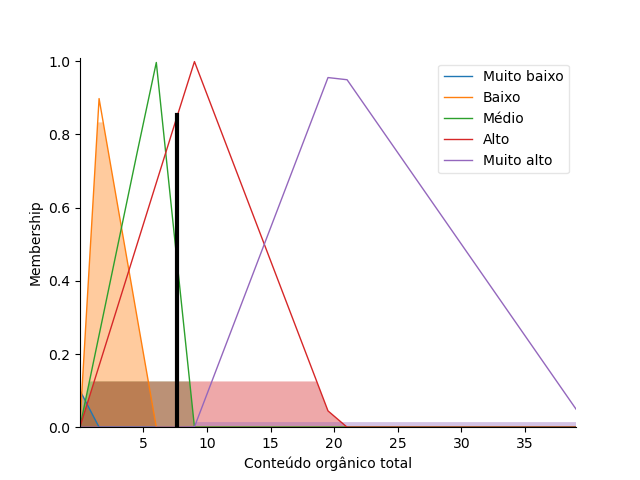 1.0
0.8
0.6
0.4
0.2
0.0
Membership
5
10
15
20
25
30
35
Conteúdo orgânico total
Muito baixo
Baixo
Médio
Alto
Muito alto